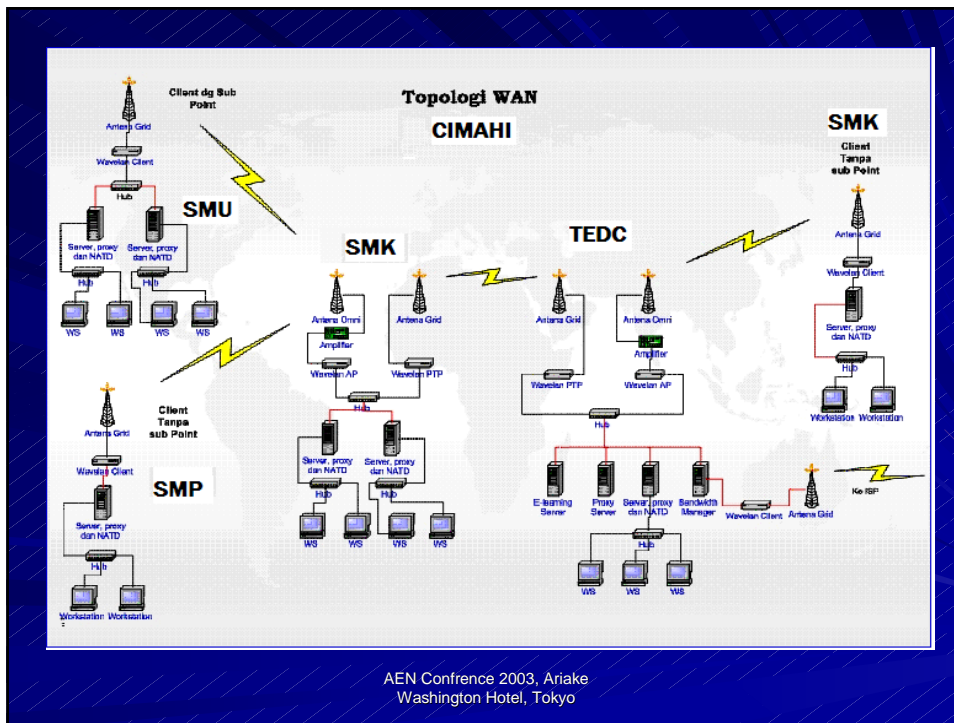 Topologi WAN
CIMAHI
Client dg Sub
Point
Antena Grid
Wavelan Client
Hub
SMU
Server, proxy
dan NATD
Server, proxy
dan NATD
Hub
Hub
WS
WS
WS
WS
Client
Tanpa
sub Point
Antena Grid
Wavelan Client
SMP
Server, proxy
dan NATD
Hub
Workstation
Workstation
SMK
Antena Omni
Antena Grid
Amplifier
Wavelan AP
Wavelan PTP
Hub
Server, proxy
dan NATD
Server, proxy
dan NATD
Hub
Hub
WS
WS
WS
WS
TEDC
Antena Grid
Antena Omni
Amplifier
Wavelan PTP
Wavelan AP
Hub
E-learning
Server
Proxy
Server
Server, proxy
dan NATD
Bandwidth
Manager
Wavelan Client
Antena Grid
Ke ISP
Hub
WS
WS
WS
SMK
Client
Tanpa
sub Point
Antena Grid
Wavelan Client
Server, proxy
dan NATD
Hub
Workstation
Workstation
AEN Confrence 2003, Ariake
Washington Hotel, Tokyo